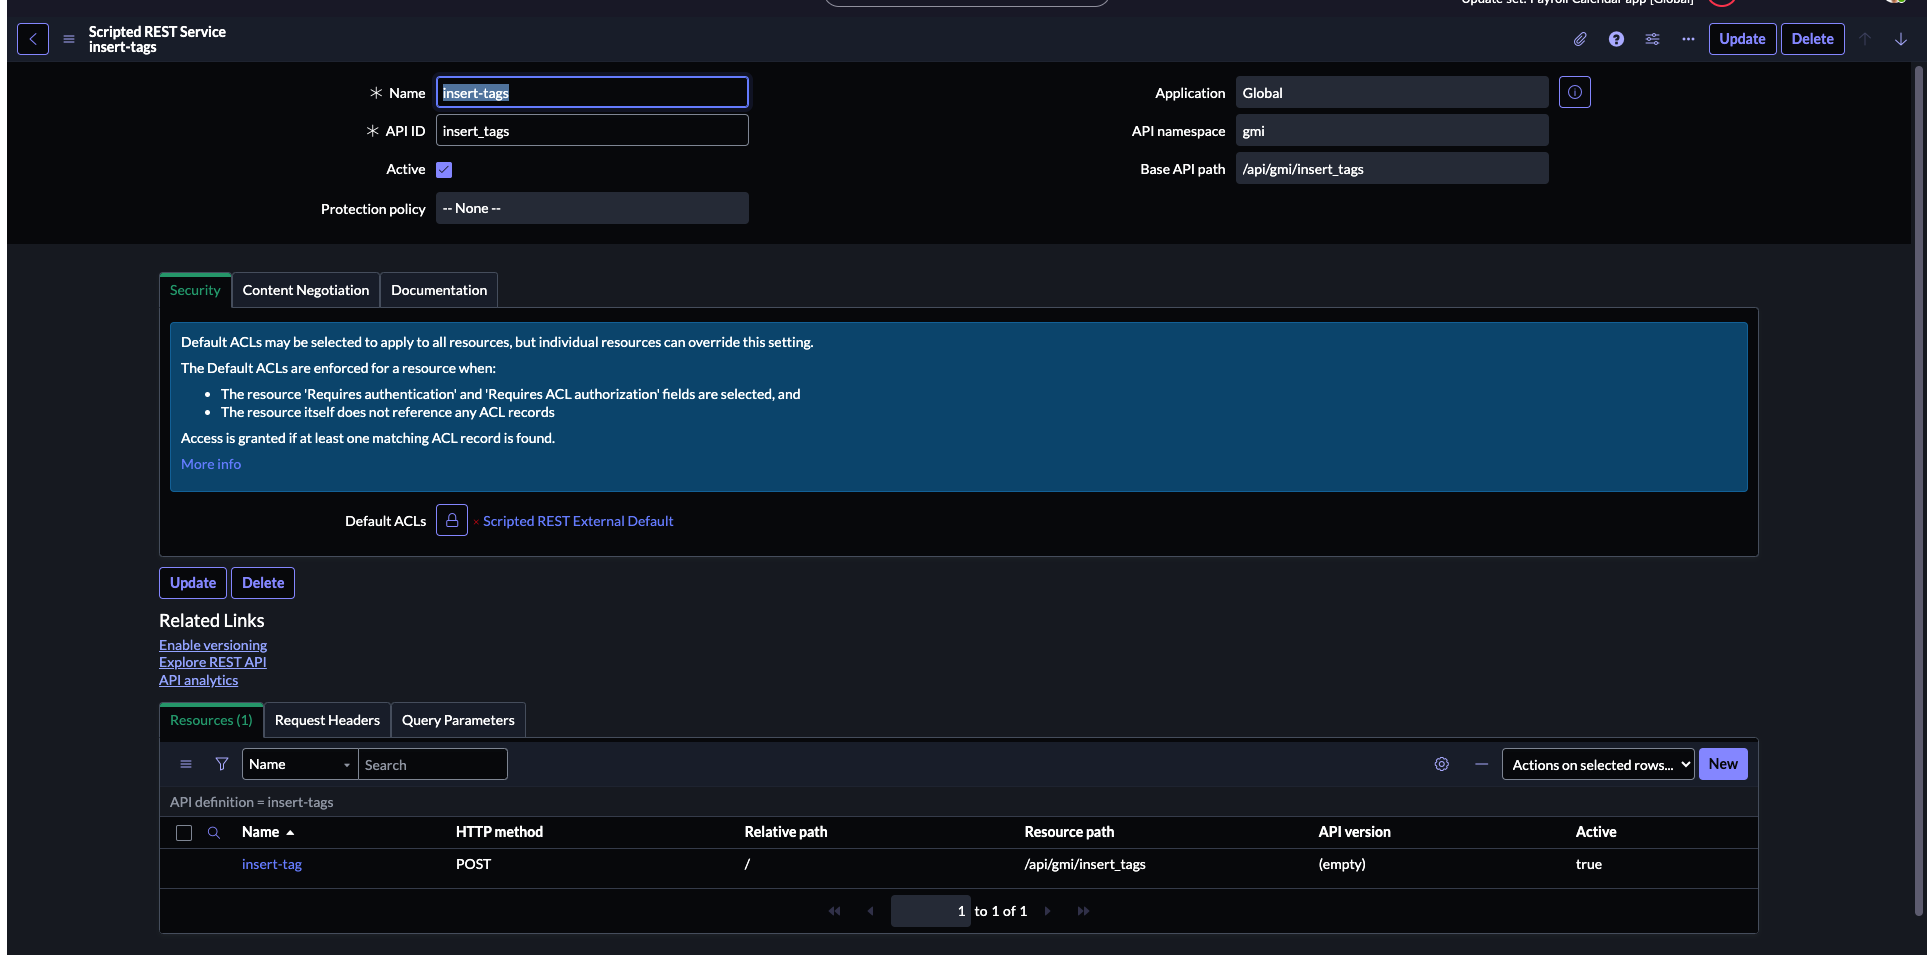 Update set: Payroll Calendar app [Global]
Scripted REST Service
insert-tags
Update
Delete
Name
insert-tags
API ID
insert_tags
Active
Protection policy
-- None --
Application
Global
API namespace
gmi
Base API path
/api/gmi/insert_tags
Security
Content Negotiation
Documentation
Default ACLs may be selected to apply to all resources, but individual resources can override this setting.
The Default ACLs are enforced for a resource when:
• The resource 'Requires authentication' and 'Requires ACL authorization' fields are selected, and
• The resource itself does not reference any ACL records
Access is granted if at least one matching ACL record is found.
More info
Default ACLs
Scripted REST External Default
Update
Delete
Related Links
Enable versioning
Explore REST API
API analytics
Resources (1)
Request Headers
Query Parameters
Name
Search
Actions on selected rows...
New
API definition = insert-tags
Name HTTP method Relative path Resource path API version Active
insert-tag POST / /api/gmi/insert_tags (empty) true
1 to 1 of 1